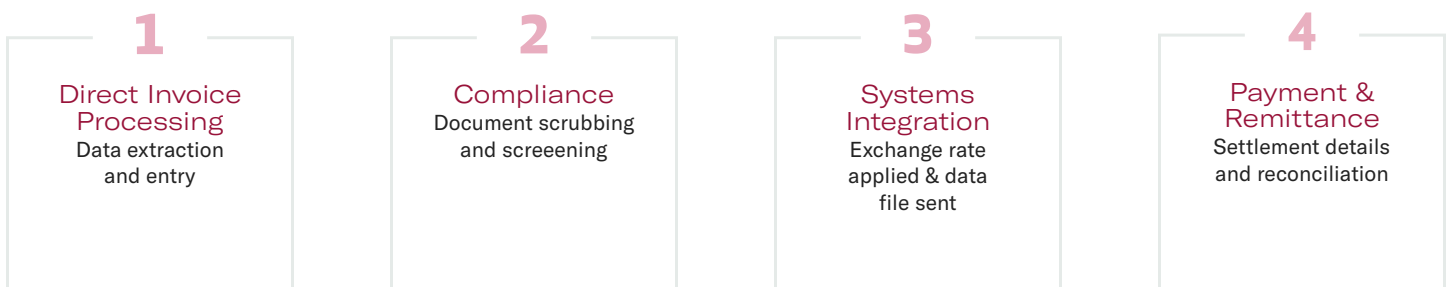 1
Direct Invoice
Processing
Data extraction
and entry
2
Compliance
Document scrubbing
and screeening
3
Systems
Integration
Exchange rate
applied & data
file sent
4
Payment &
Remittance
Settlement details
and reconciliation